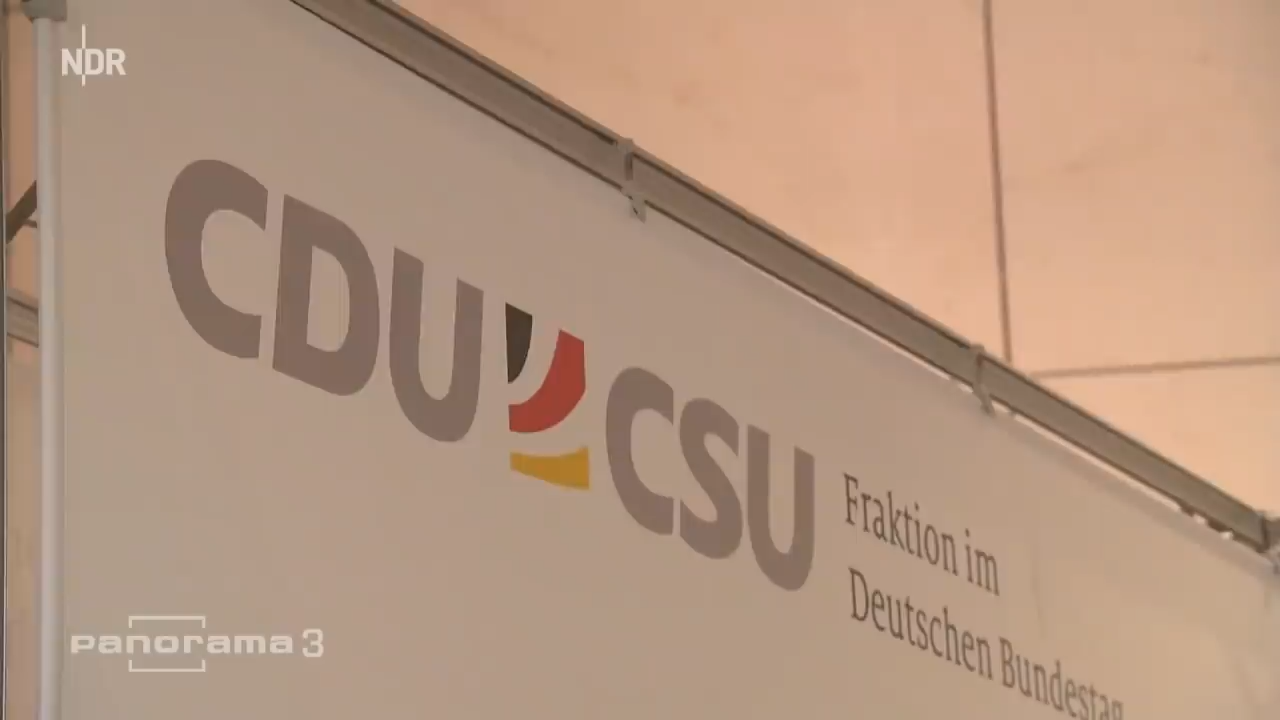 NDR
CDU CSU
Fraktion im
Deutschen Bundestag
panorama 3